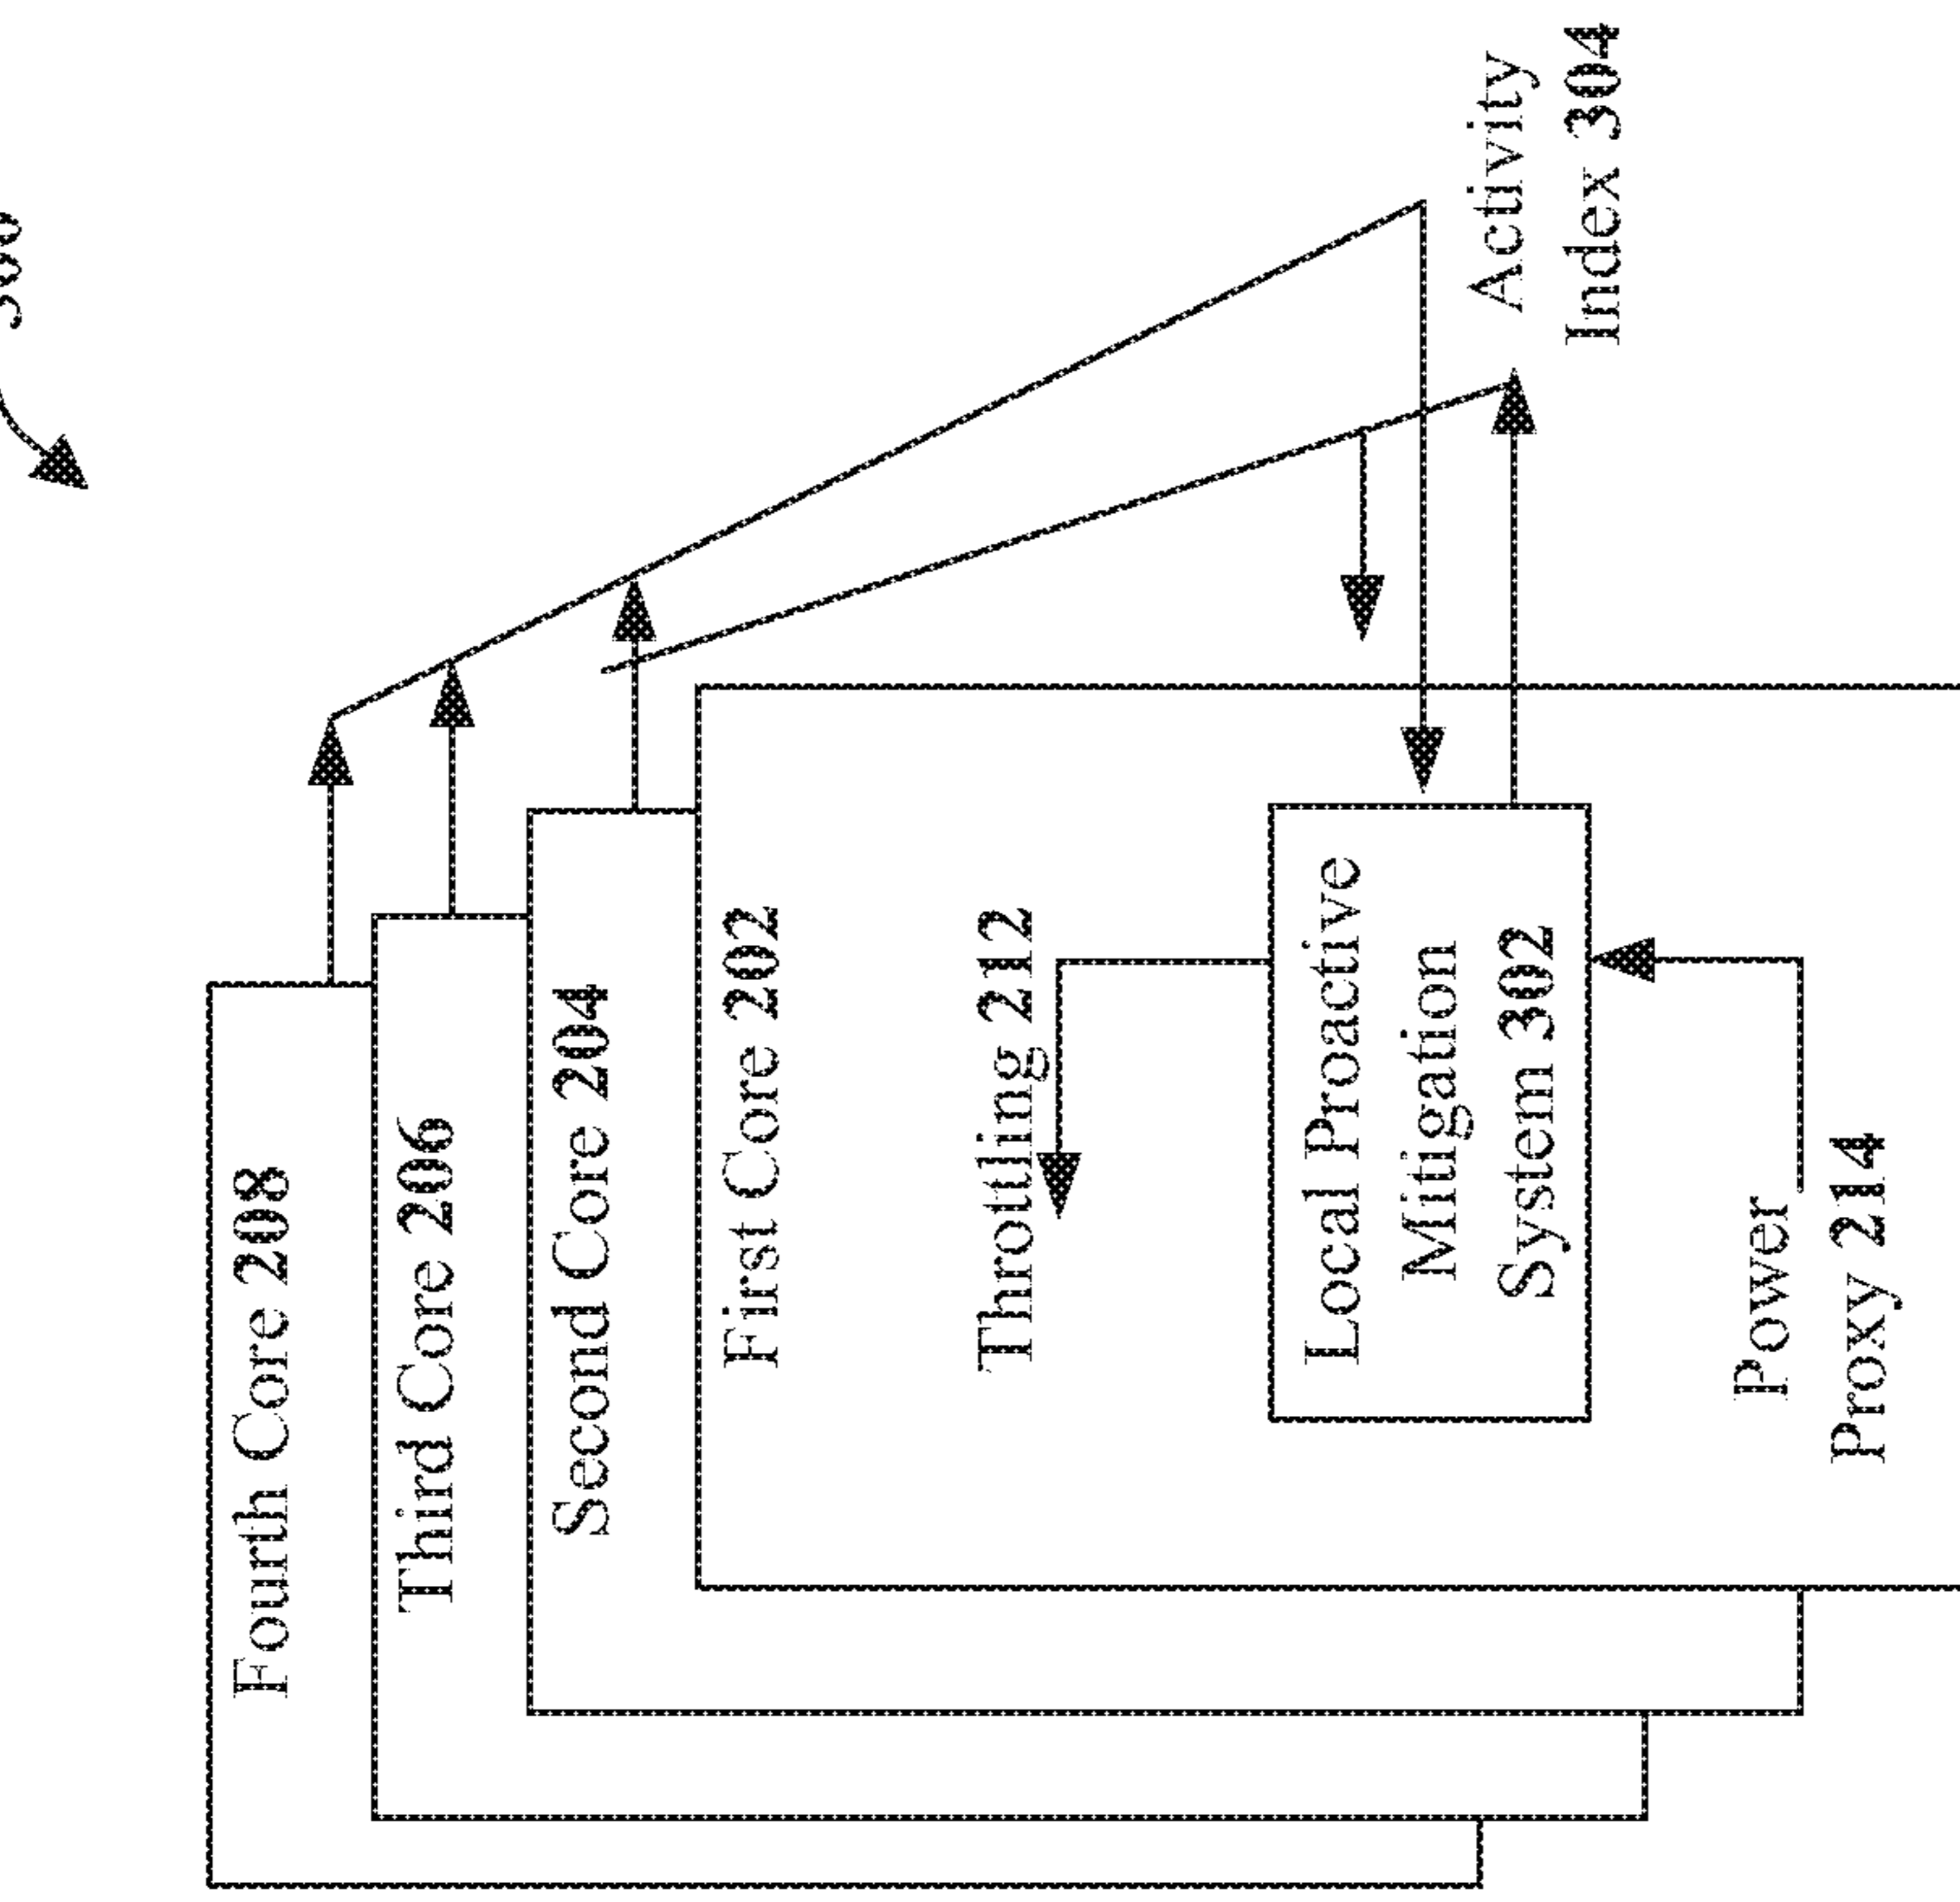 Fourth Core 208
Third Core 206
Second Core 204
First Core 202
Throttling 212
Local Proactive
Mitigation
System 302
Activity
Index 304
Power
Proxy 214